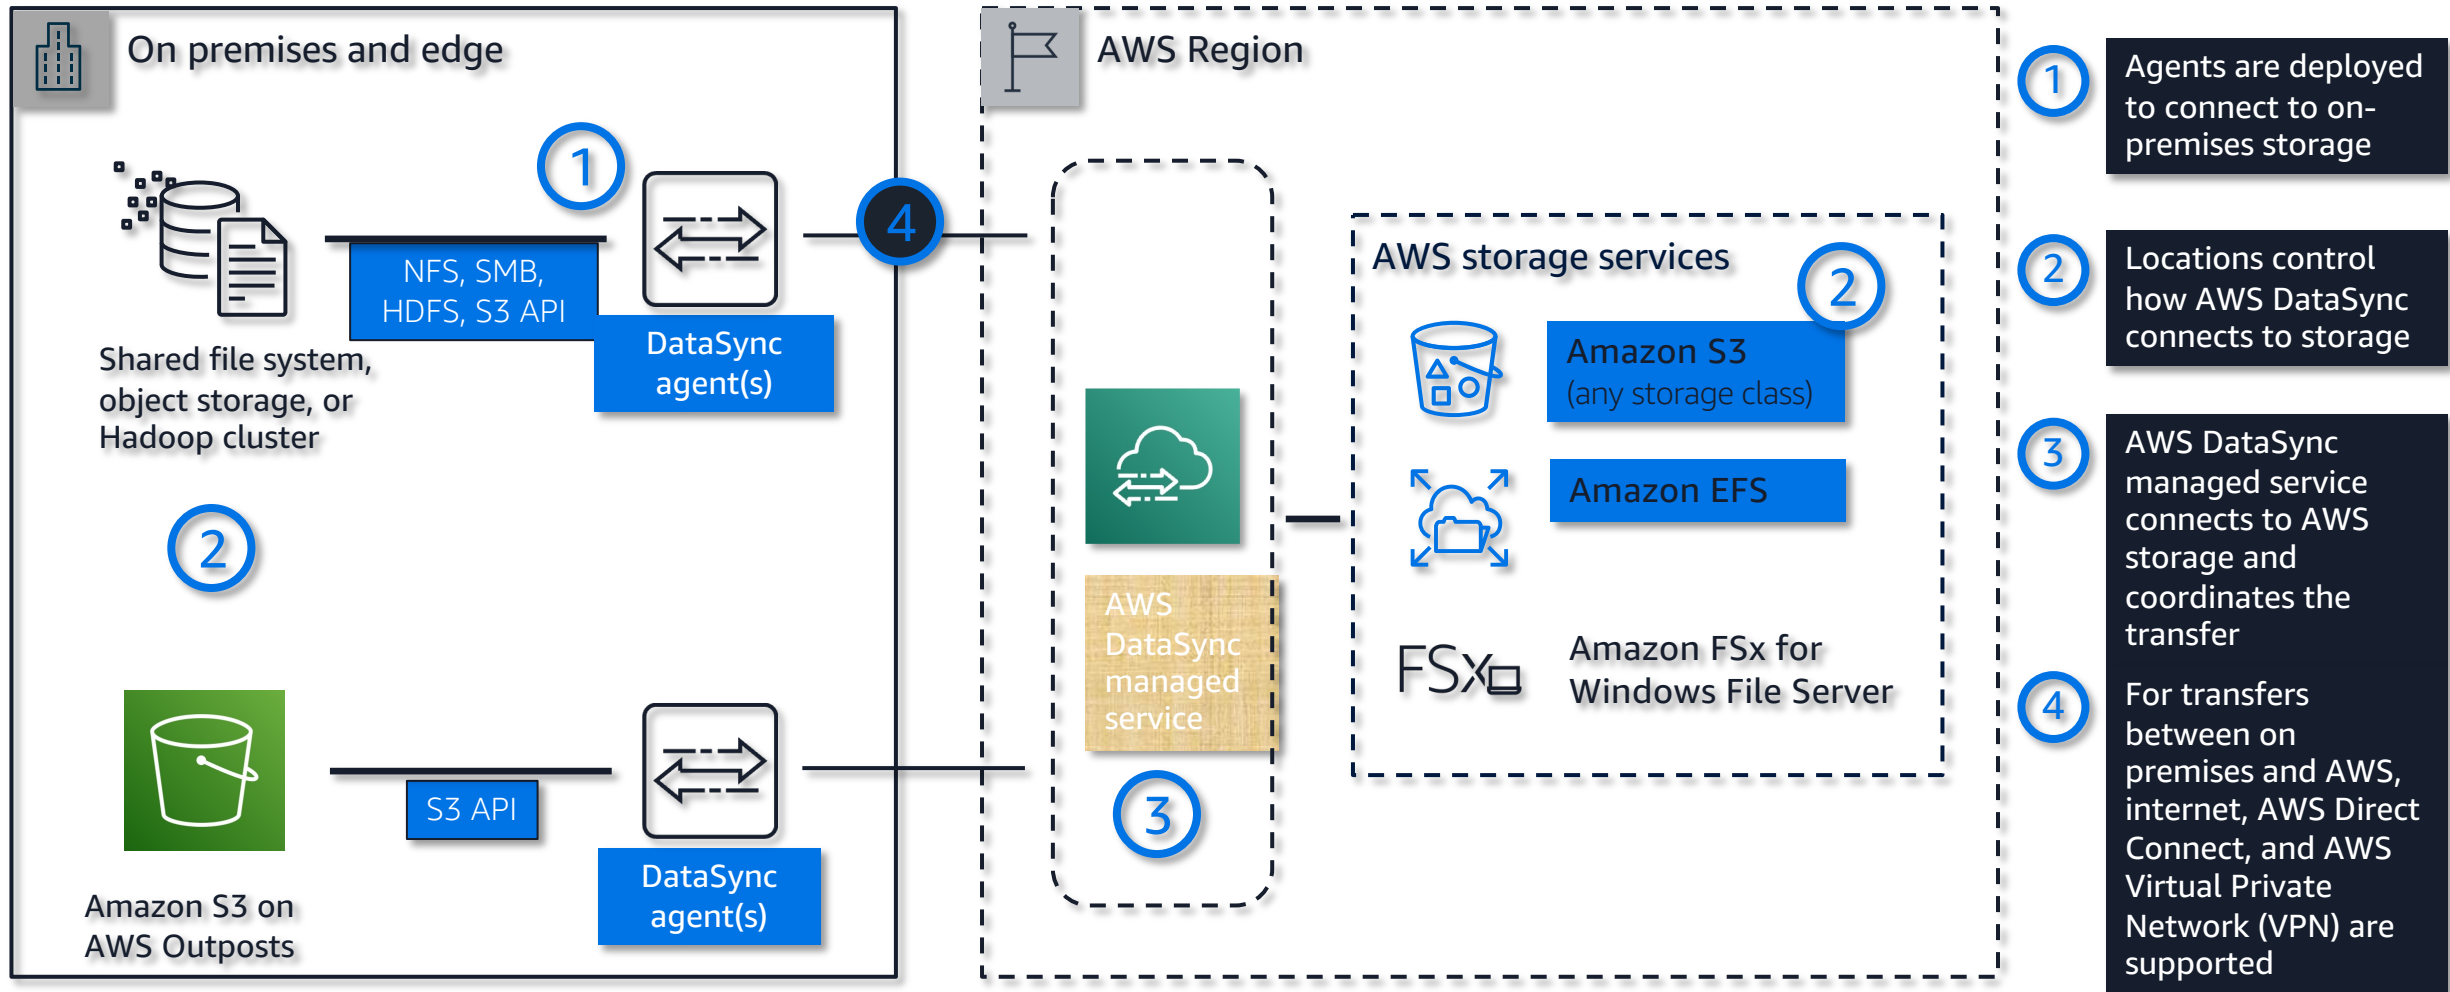 On premises and edge
1
NFS, SMB,
HDFS, S3 API
DataSync
agent(s)
Shared file system,
object storage, or
Hadoop cluster
2
S3 API
DataSync
agent(s)
Amazon S3 on
AWS Outposts
4
AWS Region
AWS
DataSync
managed
service
3
AWS storage services
2
Amazon S3
(any storage class)
Amazon EFS
FSx
Amazon FSx for
Windows File Server
1
Agents are deployed
to connect to on-
premises storage
2
Locations control
how AWS DataSync
connects to storage
3
AWS DataSync
managed service
connects to AWS
storage and
coordinates the
transfer
4
For transfers
between on
premises and AWS,
internet, AWS Direct
Connect, and AWS
Virtual Private
Network (VPN) are
supported